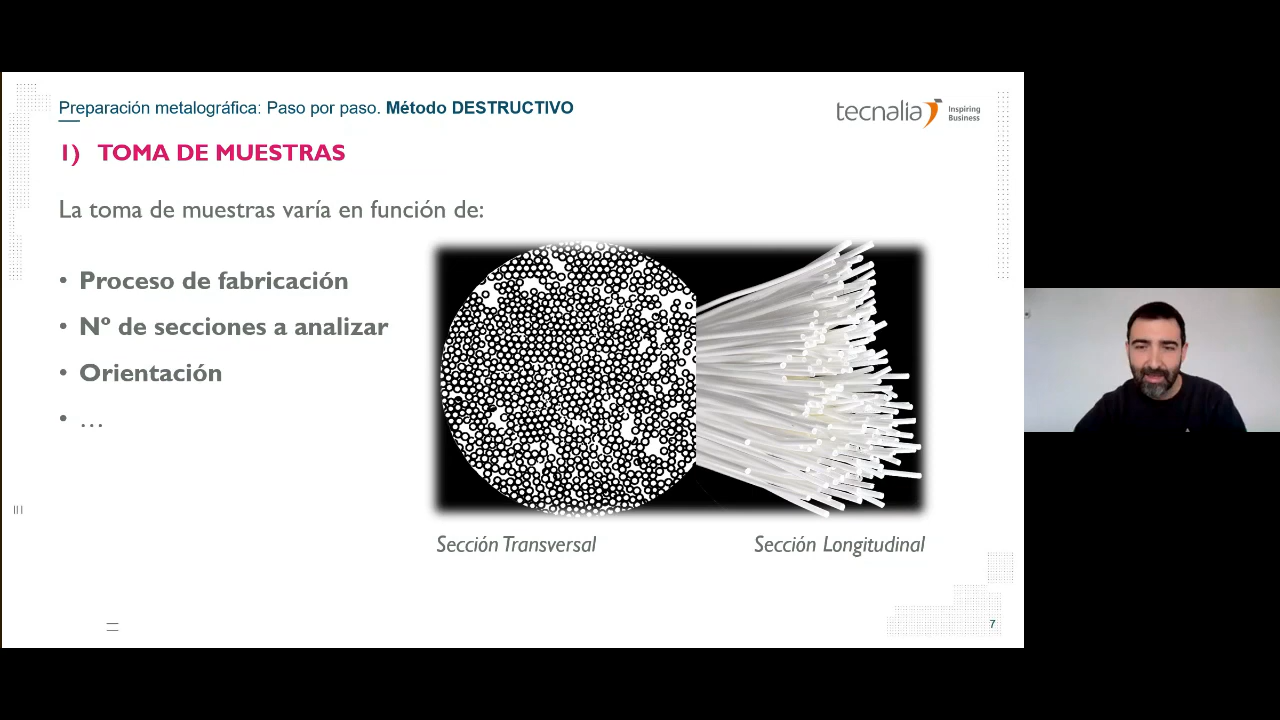 Preparación metalográfica: Paso por paso. Método DESTRUCTIVO
tecnalia Inspiring Business
1) TOMA DE MUESTRAS
La toma de muestras varía en función de:
• Proceso de fabricación
• Nº de secciones a analizar
• Orientación
• …
Sección Transversal
Sección Longitudinal
7